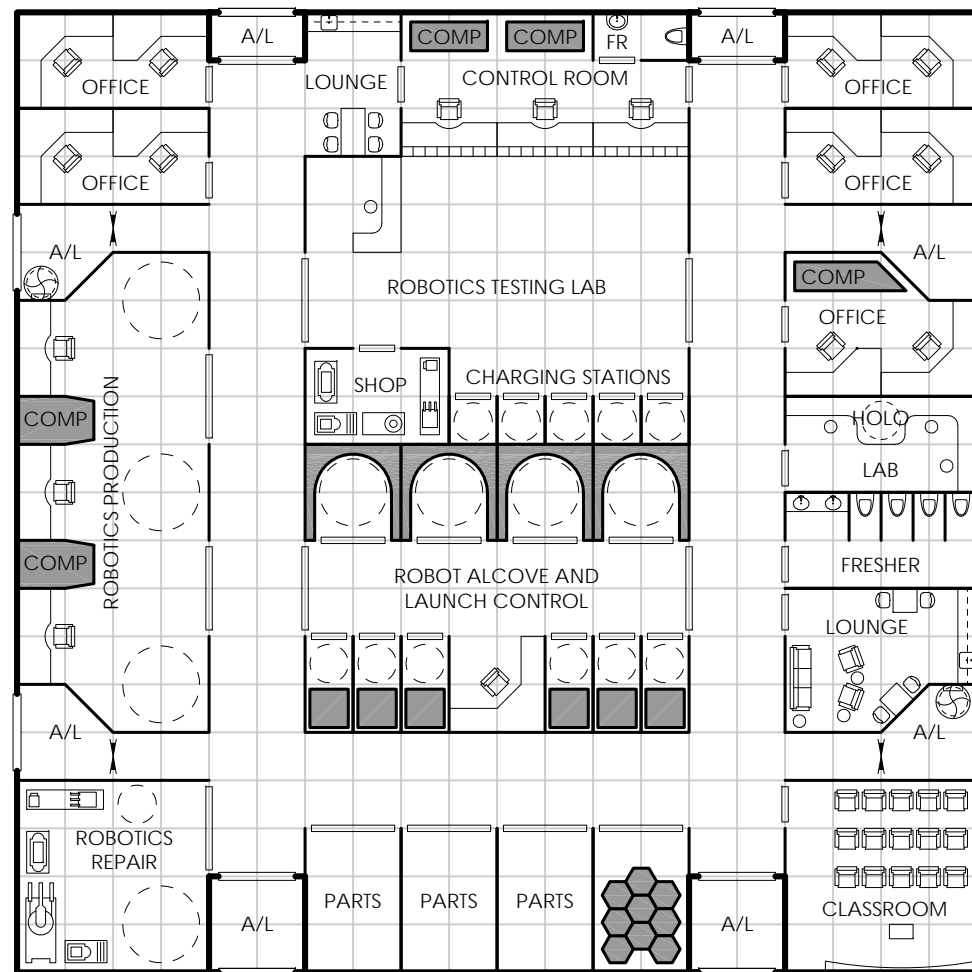 A/L
COMP
COMP
FR
A/L
OFFICE
LOUNGE
CONTROL ROOM
OFFICE
OFFICE
OFFICE
A/L
A/L
COMP
ROBOTICS TESTING LAB
OFFICE
SHOP
CHARGING STATIONS
COMP
ROBOTICS PRODUCTION
HOLO
LAB
COMP
ROBOT ALCOVE AND
LAUNCH CONTROL
FRESHER
LOUNGE
A/L
A/L
ROBOTICS
REPAIR
PARTS
PARTS
PARTS
CLASSROOM
A/L
A/L